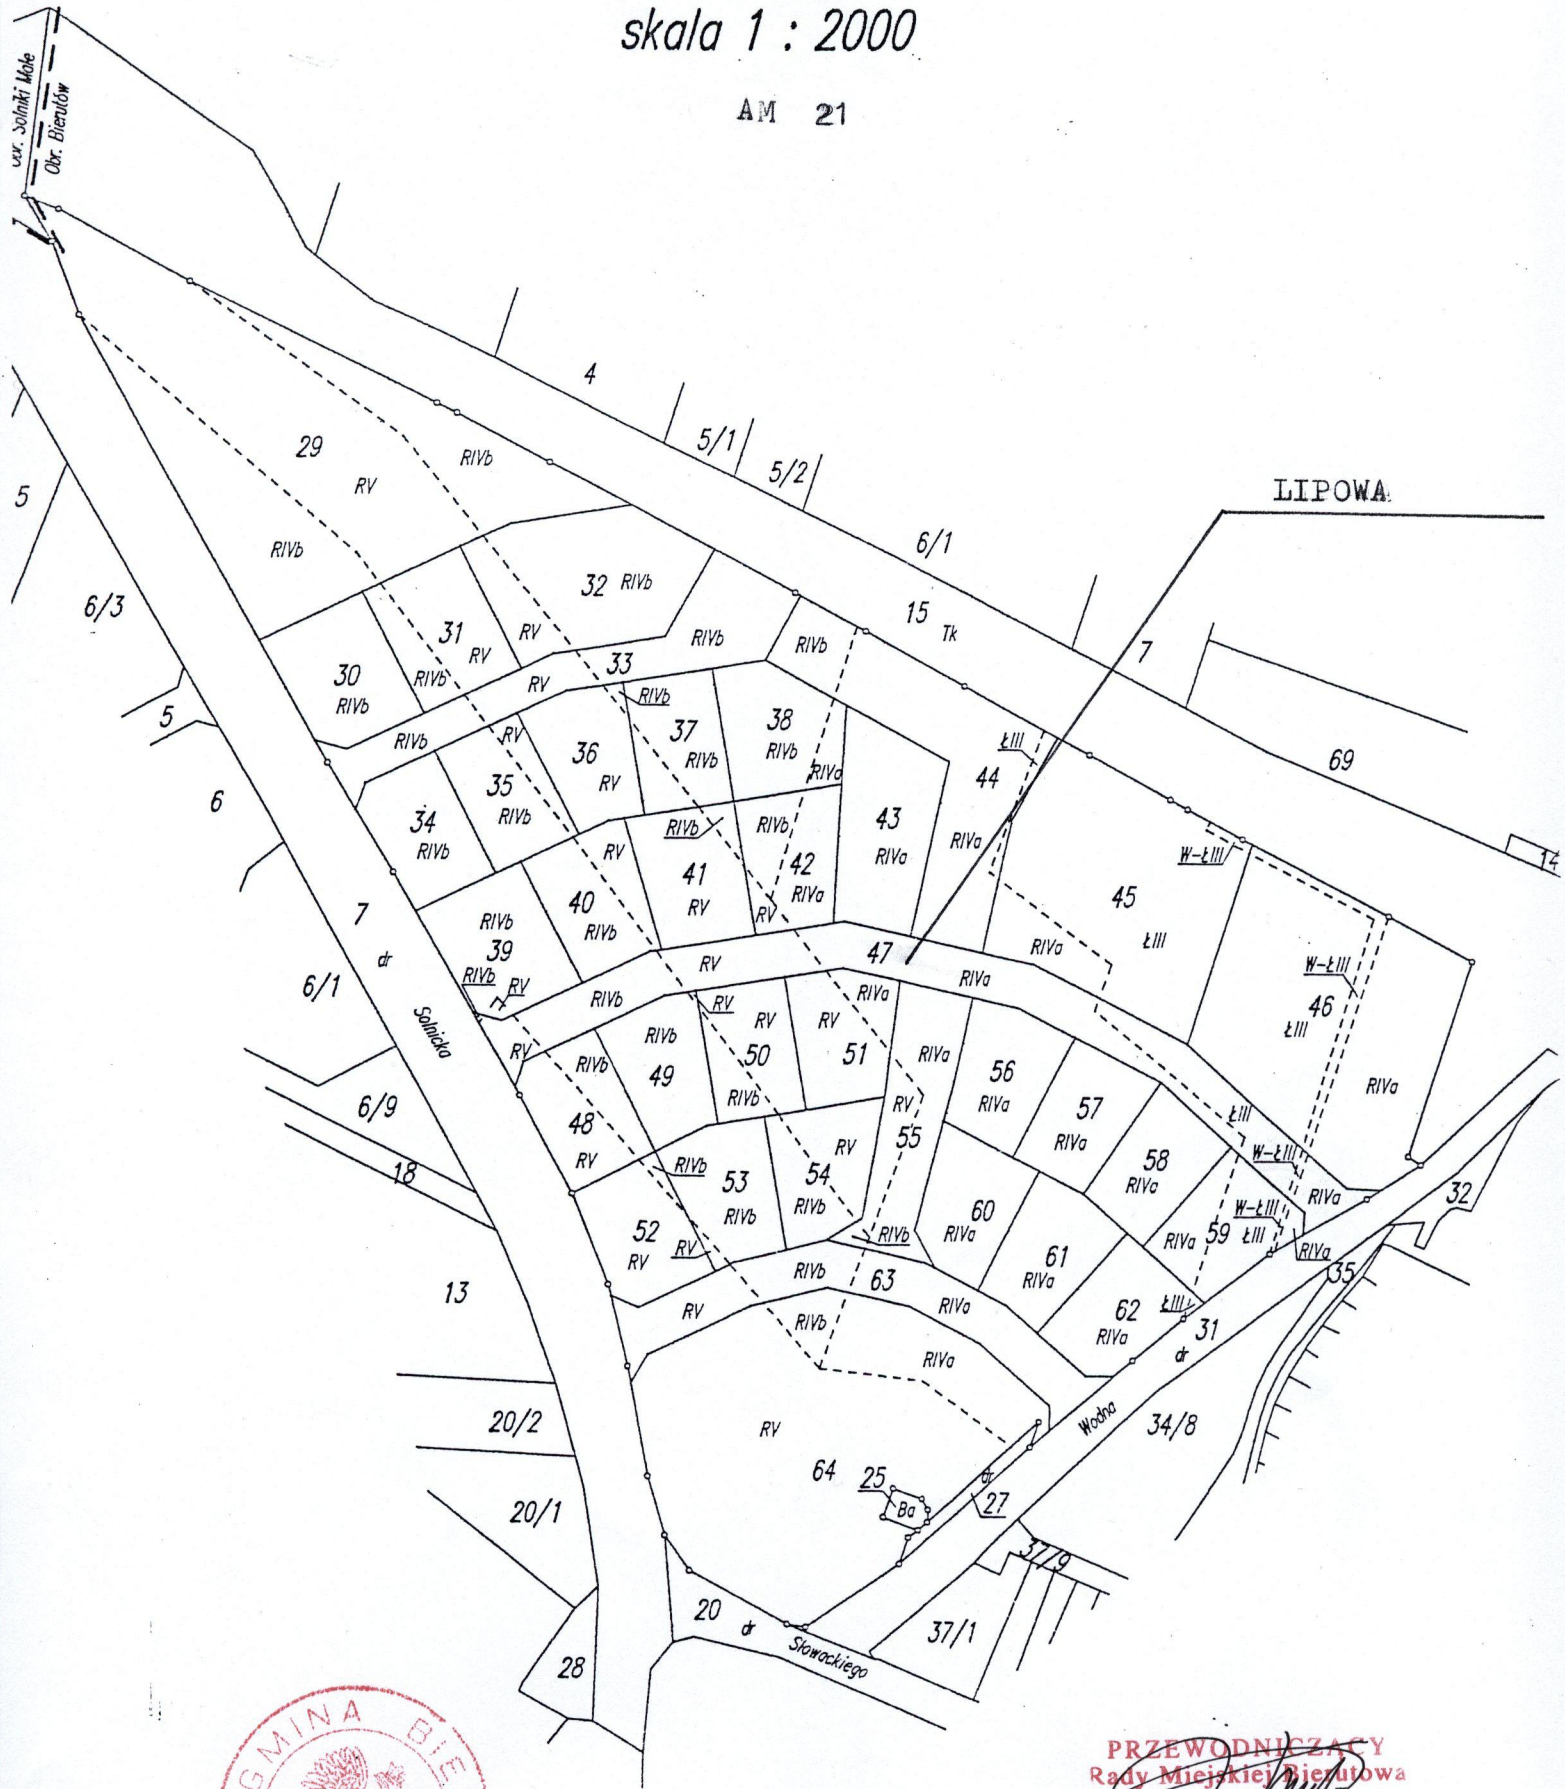 skala 1 : 2000
AM 21
Obr. Solniki Małe
Obr. Bierutów
4
29
RIVb
RV
5/1
5/2
5
LIPOWA
RIVb
6/1
32 RIVb
6/3
15
Tk
31
RV
RV
RIVb
RIVb
33
7
30
RIVb
RIVb
RV
RIVb
5
RIVb
RV
36
37
38
RIVb
ŁIII
69
35
RV
RIVb
RIVa
44
6
34
RIVb
RIVb
RIVb
RIVb
43
RIVa
RIVa
W-ŁIII
14
RV
41
42
40
RIVa
45
7
RIVb
39
RIVb
RV
RV
ŁIII
dr
RIVb
RV
47
RIVa
RV
RIVa
W-ŁIII
6/1
RIVb
RV
RIVa
46
Solnicka
RIVb
RV
RV
ŁIII
RV
RIVb
49
50
51
RIVa
56
RIVa
6/9
48
RIVb
RV
RIVa
57
ŁIII
RV
55
RIVa
58
W-ŁIII
18
RIVb
53
54
RIVa
RIVa
32
RIVb
RIVb
60
W-ŁIII
52
RV
RV
RIVb
RIVa
RIVa
59
ŁIII
RIVa
61
35
13
RIVb
63
RIVa
RV
RIVa
62
ŁIII
RIVb
RIVa
31
RIVa
dr
20/2
RV
Wodna
34/8
64
25
dr
20/1
Ba
27
37/9
20
dr
37/1
Słowackiego
28
GMINA BIE
PRZEWODNICZĄCY
Rady Miejskiej Bierutowa